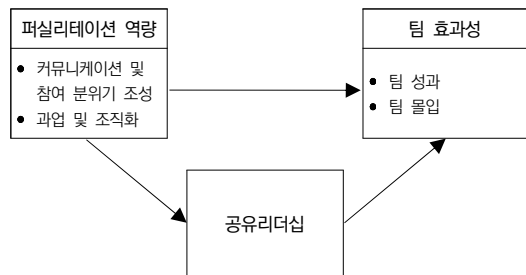 퍼실리테이션 역량
● 커뮤니케이션 및
참여 분위기 조성
● 과업 및 조직화
팀 효과성
● 팀 성과
● 팀 몰입
공유리더십